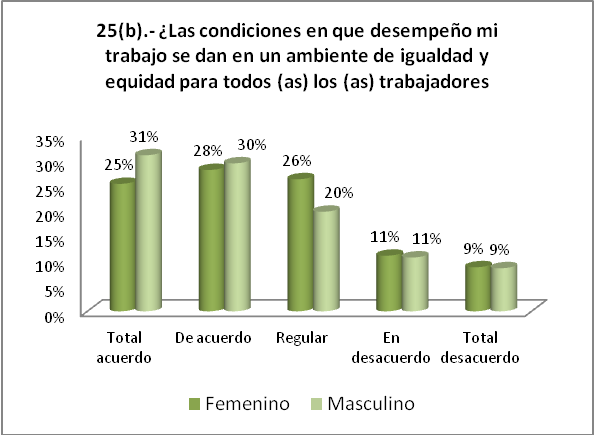 25(b).- ¿Las condiciones en que desempeño mi
trabajo se dan en un ambiente de igualdad y
equidad para todos (as) los (as) trabajadores
35%
30%
25%
20%
15%
10%
5%
0%
25%
31%
28%
30%
26%
20%
11%
11%
9%
9%
Total
acuerdo
De acuerdo
Regular
En
desacuerdo
Total
desacuerdo
Femenino
Masculino